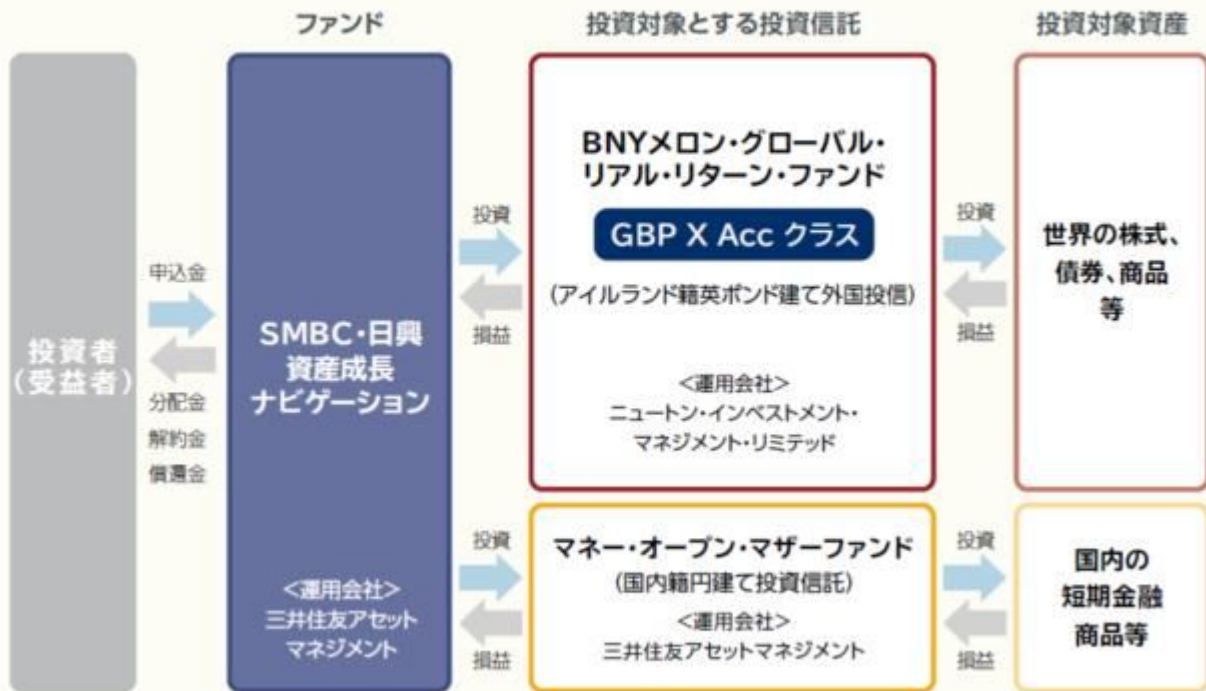 ファンド
投資対象とする投資信託
投資対象資産
投資者
(受益者)
申込金
分配金
解約金
償還金
SMBC・日興
資産成長
ナビゲーション
<運用会社>
三井住友アセット
マネジメント
投資
損益
BNYメロン・グローバル・
リアル・リターン・ファンド
GBP X Acc クラス
(アイルランド籍英ポンド建て外国投信)
<運用会社>
ニュートン・インベストメント・
マネジメント・リミテッド
投資
損益
世界の株式、
債券、商品
等
投資
損益
マネー・オープン・マザーファンド
(国内籍円建て投資信託)
<運用会社>
三井住友アセットマネジメント
投資
損益
国内の
短期金融
商品等